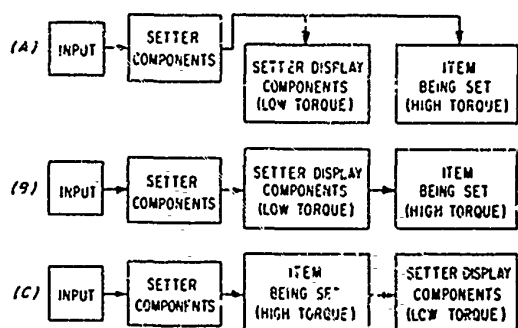 (A) INPUT
SETTER
COMPONENTS
SETTER DISPLAY
COMPONENTS
(LOW TORQUE)
ITEM
BEING SET
(HIGH TORQUE)
(B) INPUT
SETTER
COMPONENTS
SETTER DISPLAY
COMPONENTS
(LOW TORQUE)
ITEM
BEING SET
(HIGH TORQUE)
(C) INPUT
SETTER
COMPONENTS
ITEM
BEING SET
(HIGH TORQUE)
SETTER DISPLAY
COMPONENTS
(LOW TORQUE)